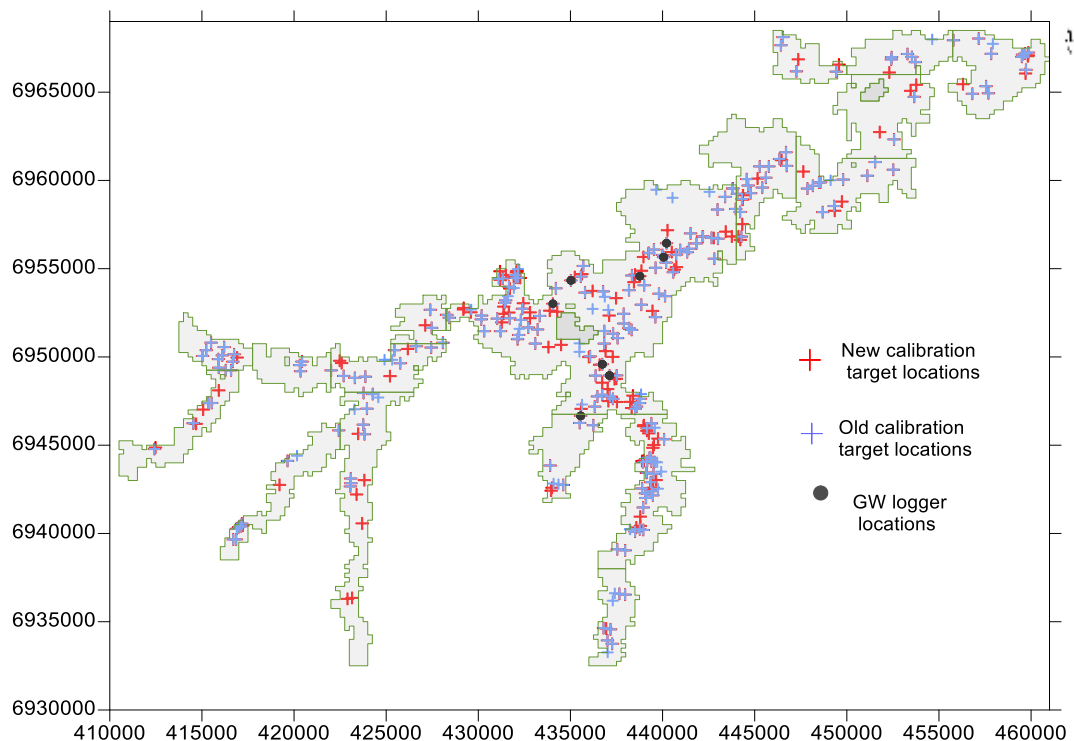 6965000
6960000
6955000
6950000
6945000
6940000
6935000
6930000
New calibration
target locations
Old calibration
target locations
GW logger
locations
410000 415000 420000 425000 430000 435000 440000 445000 450000 455000 460000